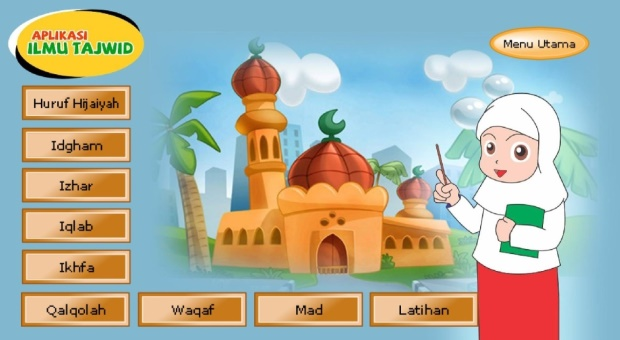 APLIKASI
ILMU TAJWID
Menu Utama
Huruf Hijaiyah
Idgham
Izhar
Iqlab
Ikhfa
Qalqolah
Waqaf
Mad
Latihan